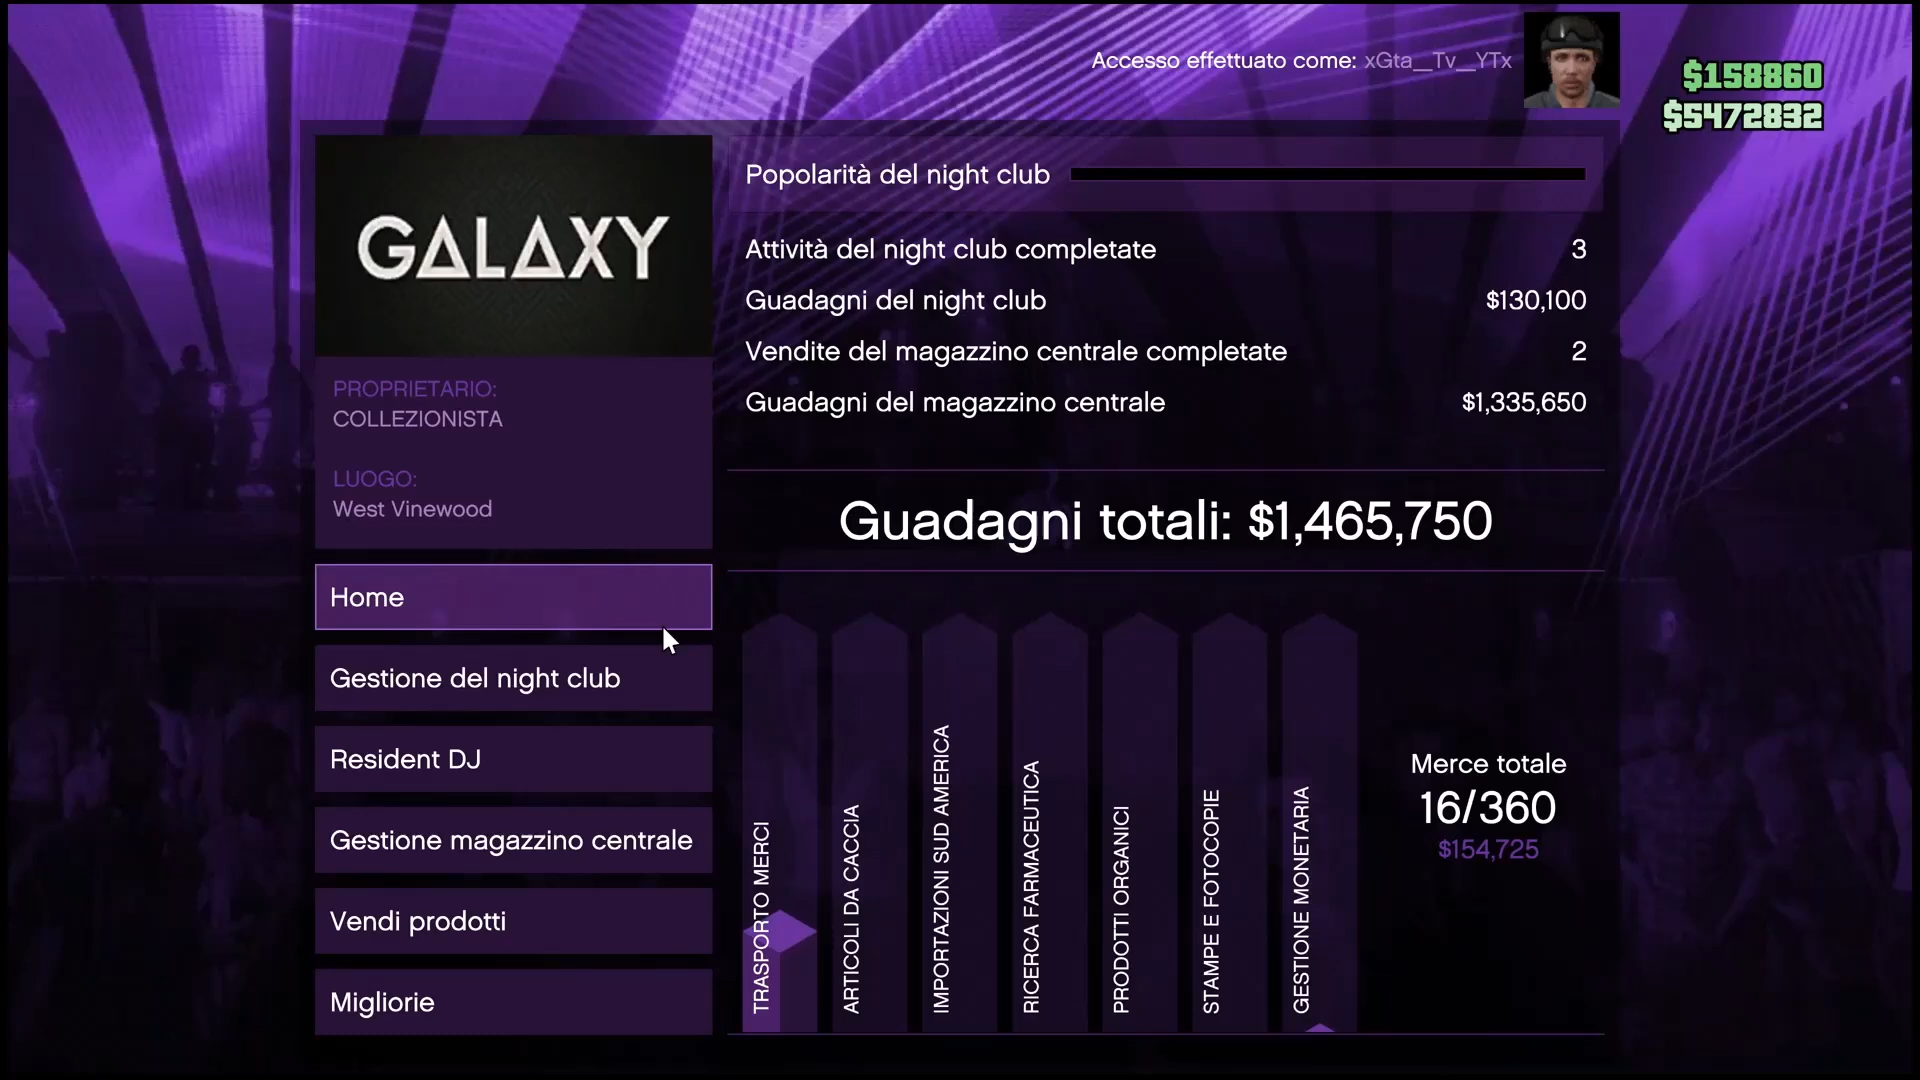 Accesso effettuato come: xGta__Tv__YTx
$158860
$5472832
GALAXY
PROPRIETARIO:
COLLEZIONISTA
LUOGO:
West Vinewood
Home
Gestione del night club
Resident DJ
Gestione magazzino centrale
Vendi prodotti
Migliorie
Popolarità del night club
Attività del night club completate 3
Guadagni del night club $130,100
Vendite del magazzino centrale completate 2
Guadagni del magazzino centrale $1,335,650
Guadagni totali: $1,465,750
TRASPORTO MERCI
ARTICOLI DA CACCIA
IMPORTAZIONI SUD AMERICA
RICERCA FARMACEUTICA
PRODOTTI ORGANICI
STAMPE E FOTOCOPIE
GESTIONE MONETARIA
Merce totale
16/360
$154,725